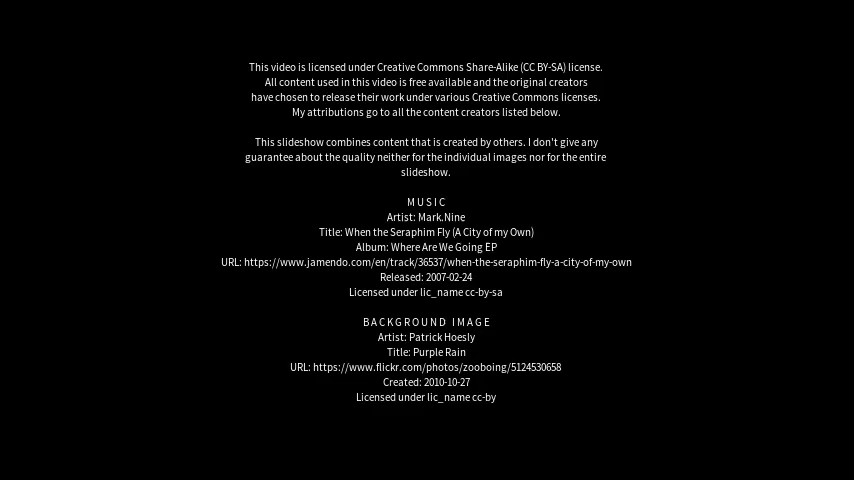 This video is licensed under Creative Commons Share-Alike (CC BY-SA) license.
All content used in this video is free available and the original creators
have chosen to release their work under various Creative Commons licenses.
My attributions go to all the content creators listed below.
This slideshow combines content that is created by others. I don't give any
guarantee about the quality neither for the individual images nor for the entire
slideshow.
MUSIC
Artist: Mark.Nine
Title: When the Seraphim Fly (A City of my Own)
Album: Where Are We Going EP
URL: https://www.jamendo.com/en/track/36537/when-the-seraphim-fly-a-city-of-my-own
Released: 2007-02-24
Licensed under lic_name cc-by-sa
BACKGROUND IMAGE
Artist: Patrick Hoesly
Title: Purple Rain
URL: https://www.flickr.com/photos/zooboing/5124530658
Created: 2010-10-27
Licensed under lic_name cc-by